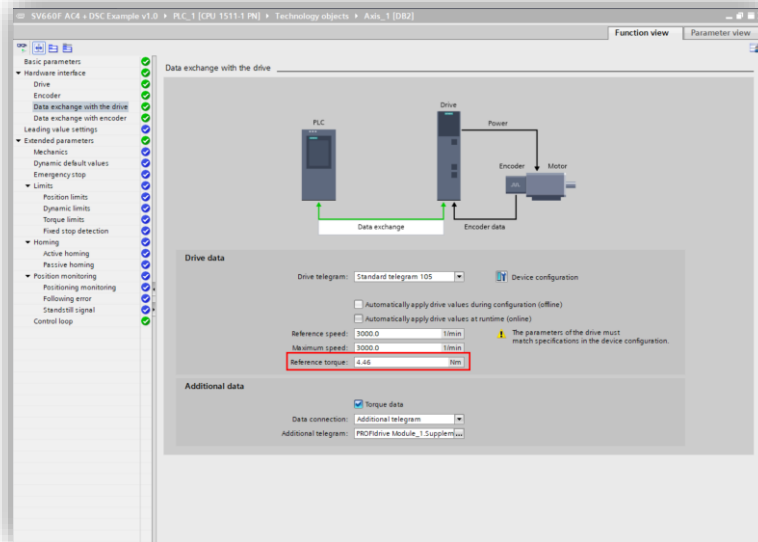 SV660F AC4 + DSC Example v1.0 ▸ PLC_1 [CPU 1511-1 PN] ▸ Technology objects ▸ Axis_1 [DB2]
Function view
Parameter view
Basic parameters
Hardware interface
Drive
Encoder
Data exchange with the drive
Data exchange with encoder
Leading value settings
Extended parameters
Mechanics
Dynamic default values
Emergency stop
Limits
Position limits
Dynamic limits
Torque limits
Fixed stop detection
Homing
Active homing
Passive homing
Position monitoring
Positioning monitoring
Following error
Standstill signal
Control loop
Data exchange with the drive
PLC
Drive
Power
Encoder Motor
Data exchange
Encoder data
Drive data
Drive telegram: Standard telegram 105
Device configuration
Automatically apply drive values during configuration (offline)
Automatically apply drive values at runtime (online)
Reference speed: 3000.0 1/min
The parameters of the drive must
match specifications in the device configuration.
Maximum speed: 3000.0 1/min
Reference torque: 4.46 Nm
Additional data
Torque data
Data connection: Additional telegram
Additional telegram: PROFIdrive Module_1.Supplem...